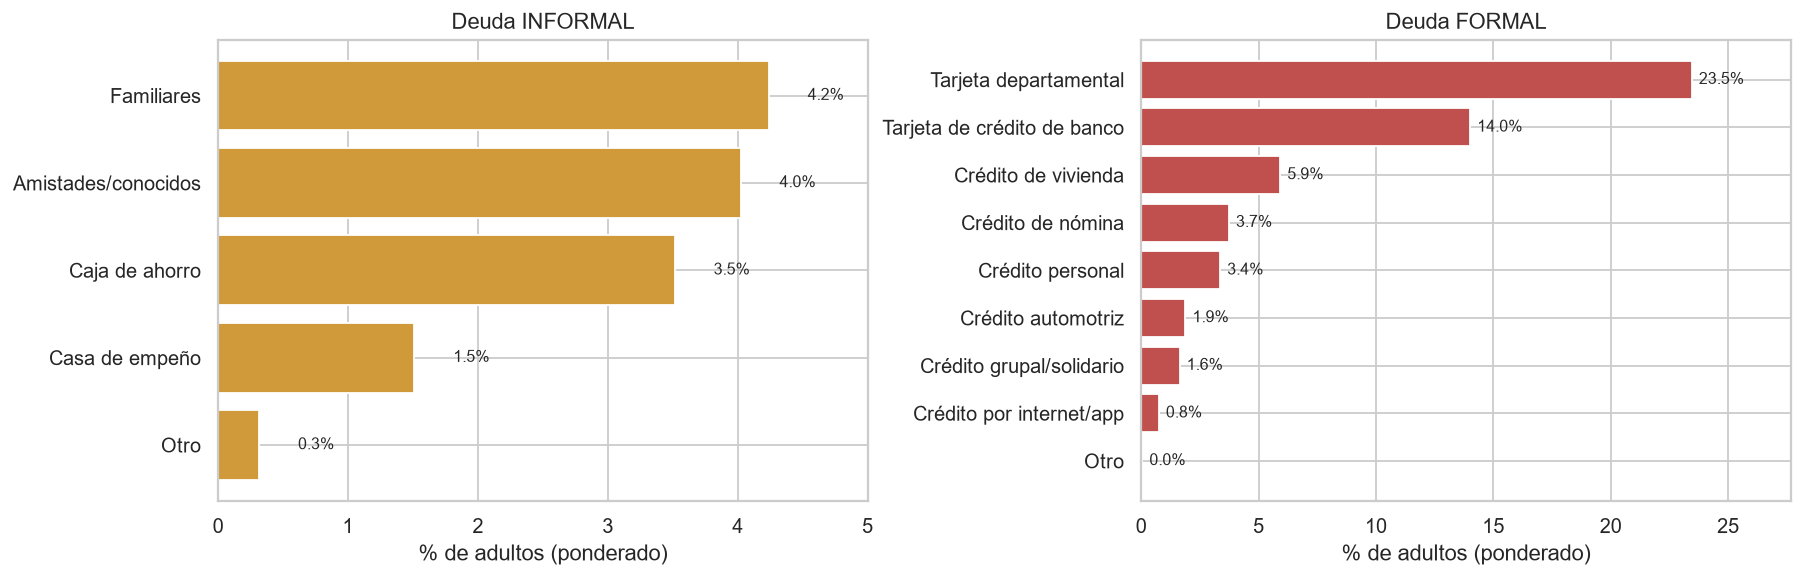 Deuda INFORMAL
Familiares 4.2%
Amistades/conocidos 4.0%
Caja de ahorro 3.5%
Casa de empeño 1.5%
Otro 0.3%
0 1 2 3 4 5
% de adultos (ponderado)
Deuda FORMAL
Tarjeta departamental 23.5%
Tarjeta de crédito de banco 14.0%
Crédito de vivienda 5.9%
Crédito de nómina 3.7%
Crédito personal 3.4%
Crédito automotriz 1.9%
Crédito grupal/solidario 1.6%
Crédito por internet/app 0.8%
Otro 0.0%
0 5 10 15 20 25
% de adultos (ponderado)